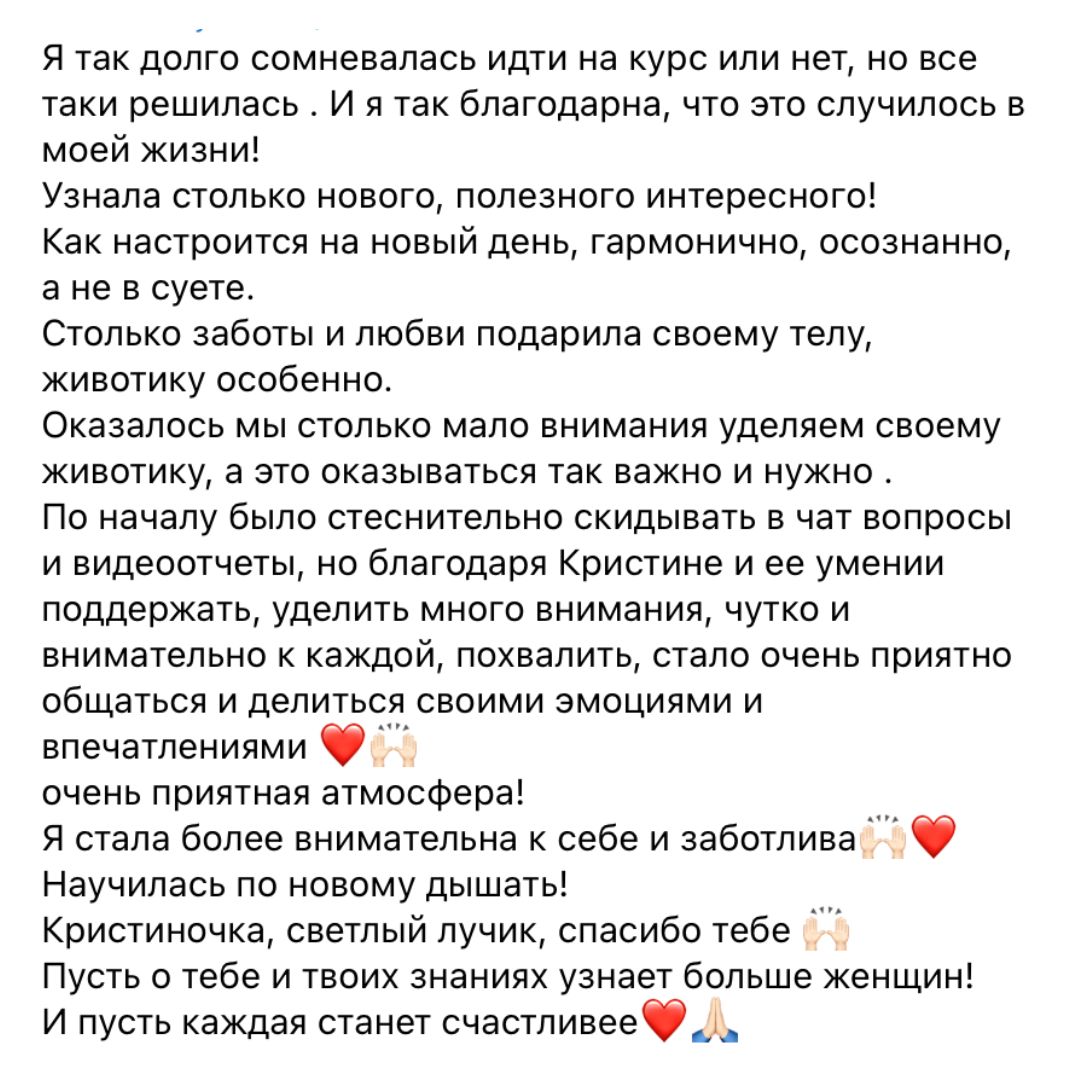 Я так долго сомневалась идти на курс или нет, но все
таки решилась . И я так благодарна, что это случилось в
моей жизни!
Узнала столько нового, полезного интересного!
Как настроится на новый день, гармонично, осознанно,
а не в суете.
Столько заботы и любви подарила своему телу,
животику особенно.
Оказалось мы столько мало внимания уделяем своему
животику, а это оказываться так важно и нужно .
По началу было стеснительно скидывать в чат вопросы
и видеоотчеты, но благодаря Кристине и ее умении
поддержать, уделить много внимания, чутко и
внимательно к каждой, похвалить, стало очень приятно
общаться и делиться своими эмоциями и
впечатлениями ❤️🙌🏻
очень приятная атмосфера!
Я стала более внимательна к себе и заботлива🙌🏻❤️
Научилась по новому дышать!
Кристиночка, светлый лучик, спасибо тебе 🙌🏻
Пусть о тебе и твоих знаниях узнает больше женщин!
И пусть каждая станет счастливее❤️🙏🏻